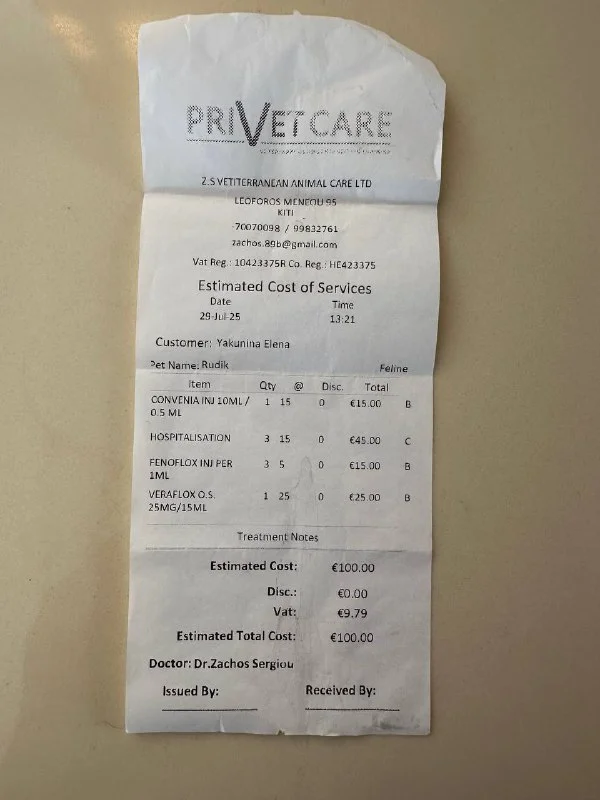 PRIVETCARE
Z.S VETITERRANEAN ANIMAL CARE LTD
LEOFOROS MENEOU 95
KITI
70070098 / 99832761
zachos.89b@gmail.com
Vat Reg.: 10423375R Co. Reg.: HE423375
Estimated Cost of Services
Date Time
29-Jul-25 13:21
Customer: Yakunina Elena
Pet Name: Rudik Feline
Item Qty @ Disc. Total
CONVENIA INJ 10ML / 1 15 0 €15.00 B
0.5 ML
HOSPITALISATION 3 15 0 €45.00 C
FENOFLOX INJ PER 3 5 0 €15.00 B
1ML
VERAFLOX O.S. 1 25 0 €25.00 B
25MG/15ML
Treatment Notes
Estimated Cost: €100.00
Disc.: €0.00
Vat: €9.79
Estimated Total Cost: €100.00
Doctor: Dr.Zachos Sergiou
Issued By: Received By: